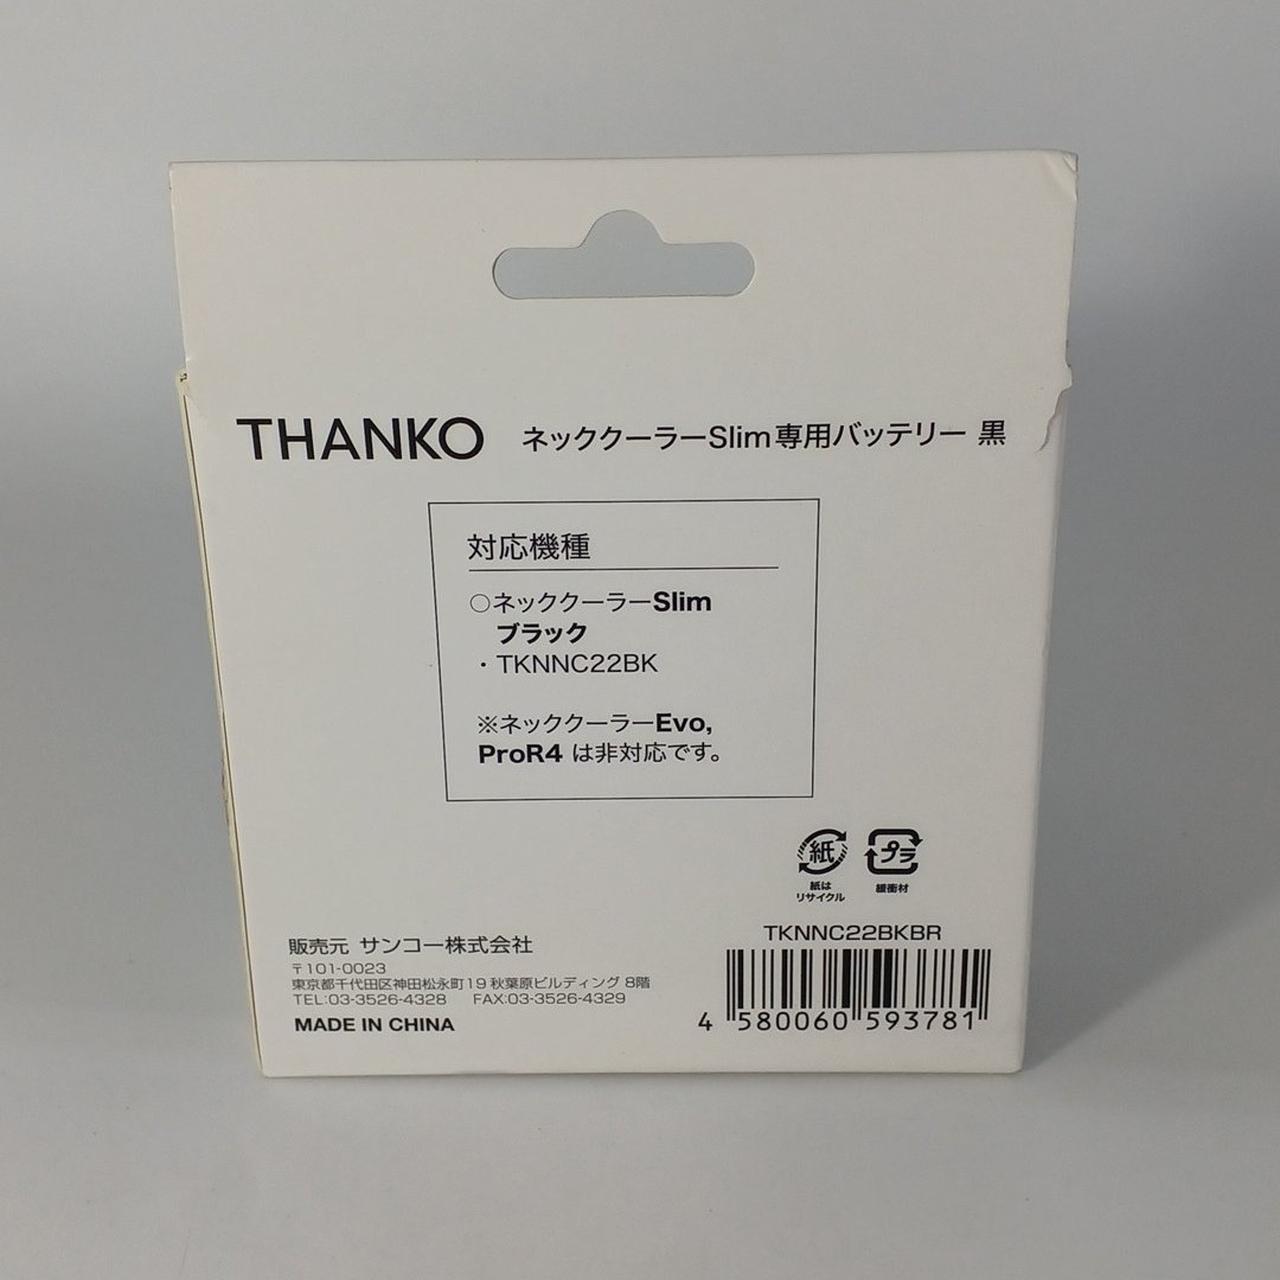 THANKO ネッククーラーSlim専用バッテリー 黒
対応機種
○ネッククーラーSlim
ブラック
・TKNNC22BK
※ネッククーラーEvo,
ProR4 は非対応です。
紙
紙は
リサイクル
プラ
緩衝材
販売元 サンコー株式会社
〒101-0023
東京都千代田区神田松永町19 秋葉原ビルディング 8階
TEL:03-3526-4328 FAX:03-3526-4329
MADE IN CHINA
TKNNC22BKBR
4 580060 593781